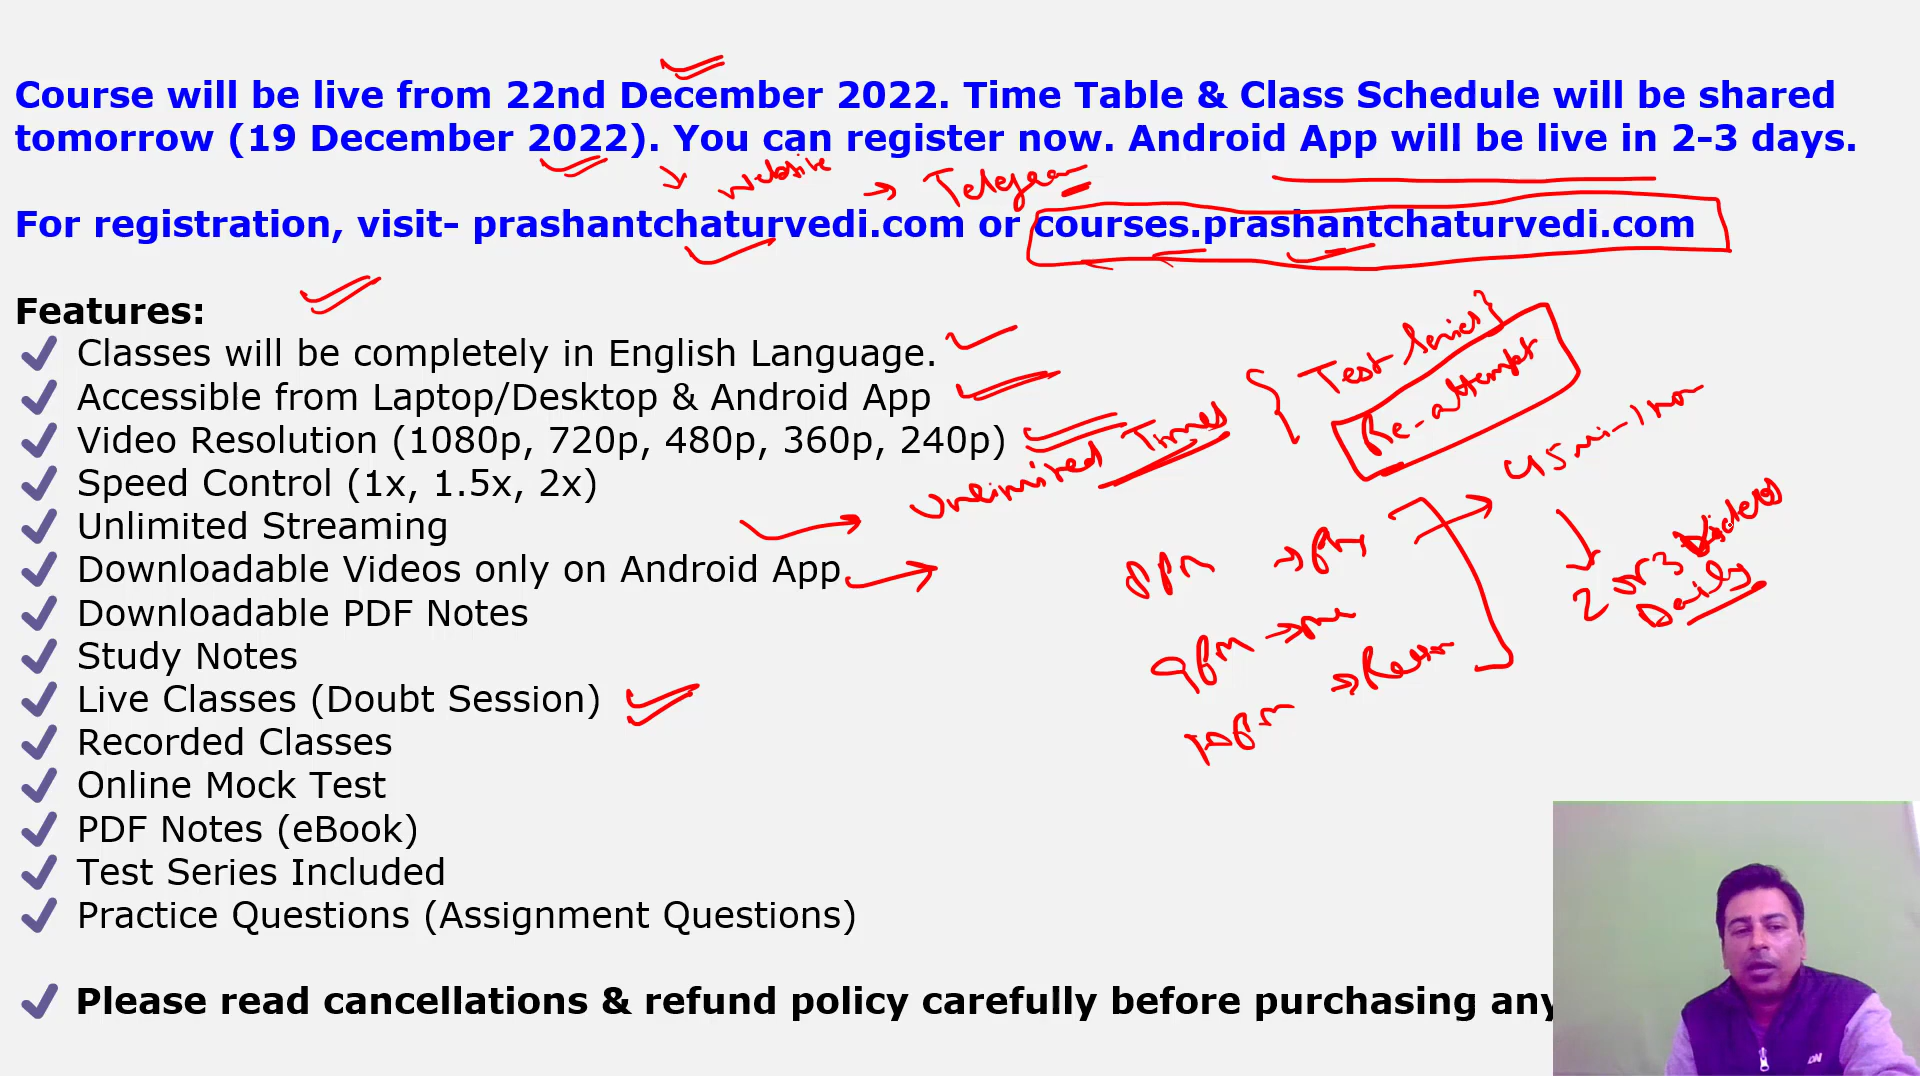 Course will be live from 22nd December 2022. Time Table & Class Schedule will be shared
tomorrow (19 December 2022). You can register now. Android App will be live in 2-3 days.
→ Website → Telegram
For registration, visit- prashantchaturvedi.com or courses.prashantchaturvedi.com
Features:
Classes will be completely in English Language.
Accessible from Laptop/Desktop & Android App
Video Resolution (1080p, 720p, 480p, 360p, 240p)
Speed Control (1x, 1.5x, 2x)
Unlimited Streaming
Downloadable Videos only on Android App
Downloadable PDF Notes
Study Notes
Live Classes (Doubt Session)
Recorded Classes
Online Mock Test
PDF Notes (eBook)
Test Series Included
Practice Questions (Assignment Questions)
Please read cancellations & refund policy carefully before purchasing any
Unlimited Times
Test Series
Re-attempt
8PM
9PM
10PM
2 or 3 Videos
Daily
DN